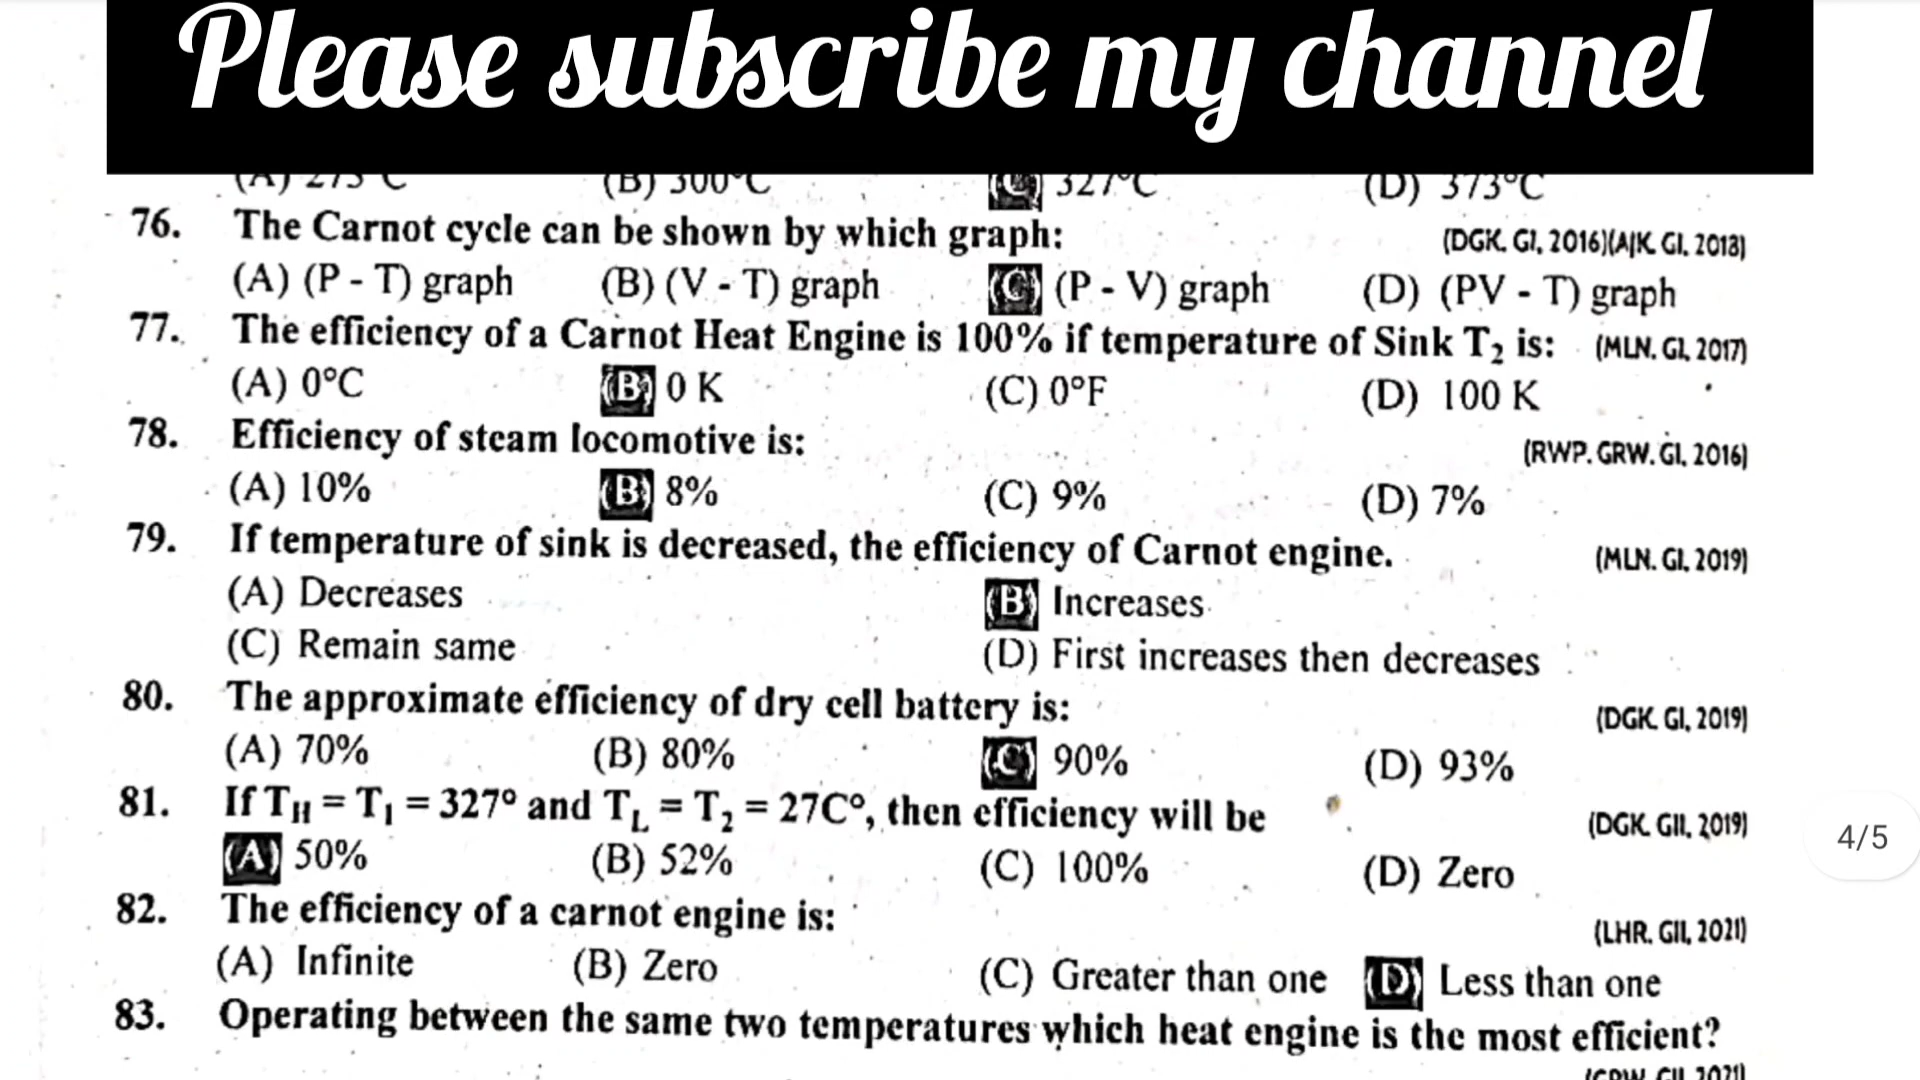 Please subscribe my channel
(A) 273°C (B) 300°C (C) 327°C (D) 373°C
76. The Carnot cycle can be shown by which graph: (DGK. GI, 2016)(AJK. GI, 2018)
(A) (P - T) graph (B) (V - T) graph (C) (P - V) graph (D) (PV - T) graph
77. The efficiency of a Carnot Heat Engine is 100% if temperature of Sink T₂ is: (MLN. GI, 2017)
(A) 0°C (B) 0 K (C) 0°F (D) 100 K
78. Efficiency of steam locomotive is: (RWP. GRW. GI, 2016)
(A) 10% (B) 8% (C) 9% (D) 7%
79. If temperature of sink is decreased, the efficiency of Carnot engine. (MLN. GI, 2019)
(A) Decreases (B) Increases
(C) Remain same (D) First increases then decreases
80. The approximate efficiency of dry cell battery is: (DGK. GI, 2019)
(A) 70% (B) 80% (C) 90% (D) 93%
81. If T_H = T₁ = 327° and T_L = T₂ = 27C°, then efficiency will be (DGK. GII, 2019)
(A) 50% (B) 52% (C) 100% (D) Zero
4/5
82. The efficiency of a carnot engine is: (LHR. GII, 2021)
(A) Infinite (B) Zero (C) Greater than one (D) Less than one
83. Operating between the same two temperatures which heat engine is the most efficient?